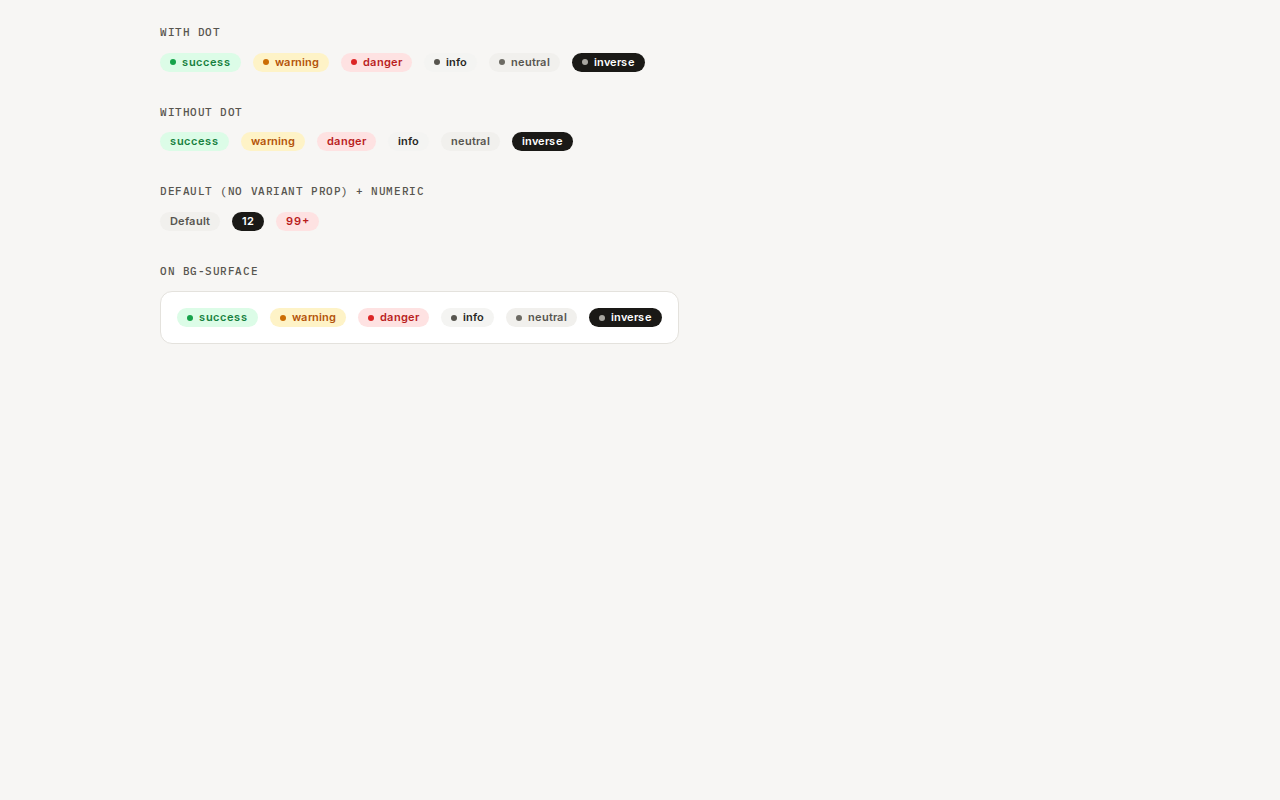 WITH DOT
success warning danger info neutral inverse
WITHOUT DOT
success warning danger info neutral inverse
DEFAULT (NO VARIANT PROP) + NUMERIC
Default 12 99+
ON BG-SURFACE
success warning danger info neutral inverse